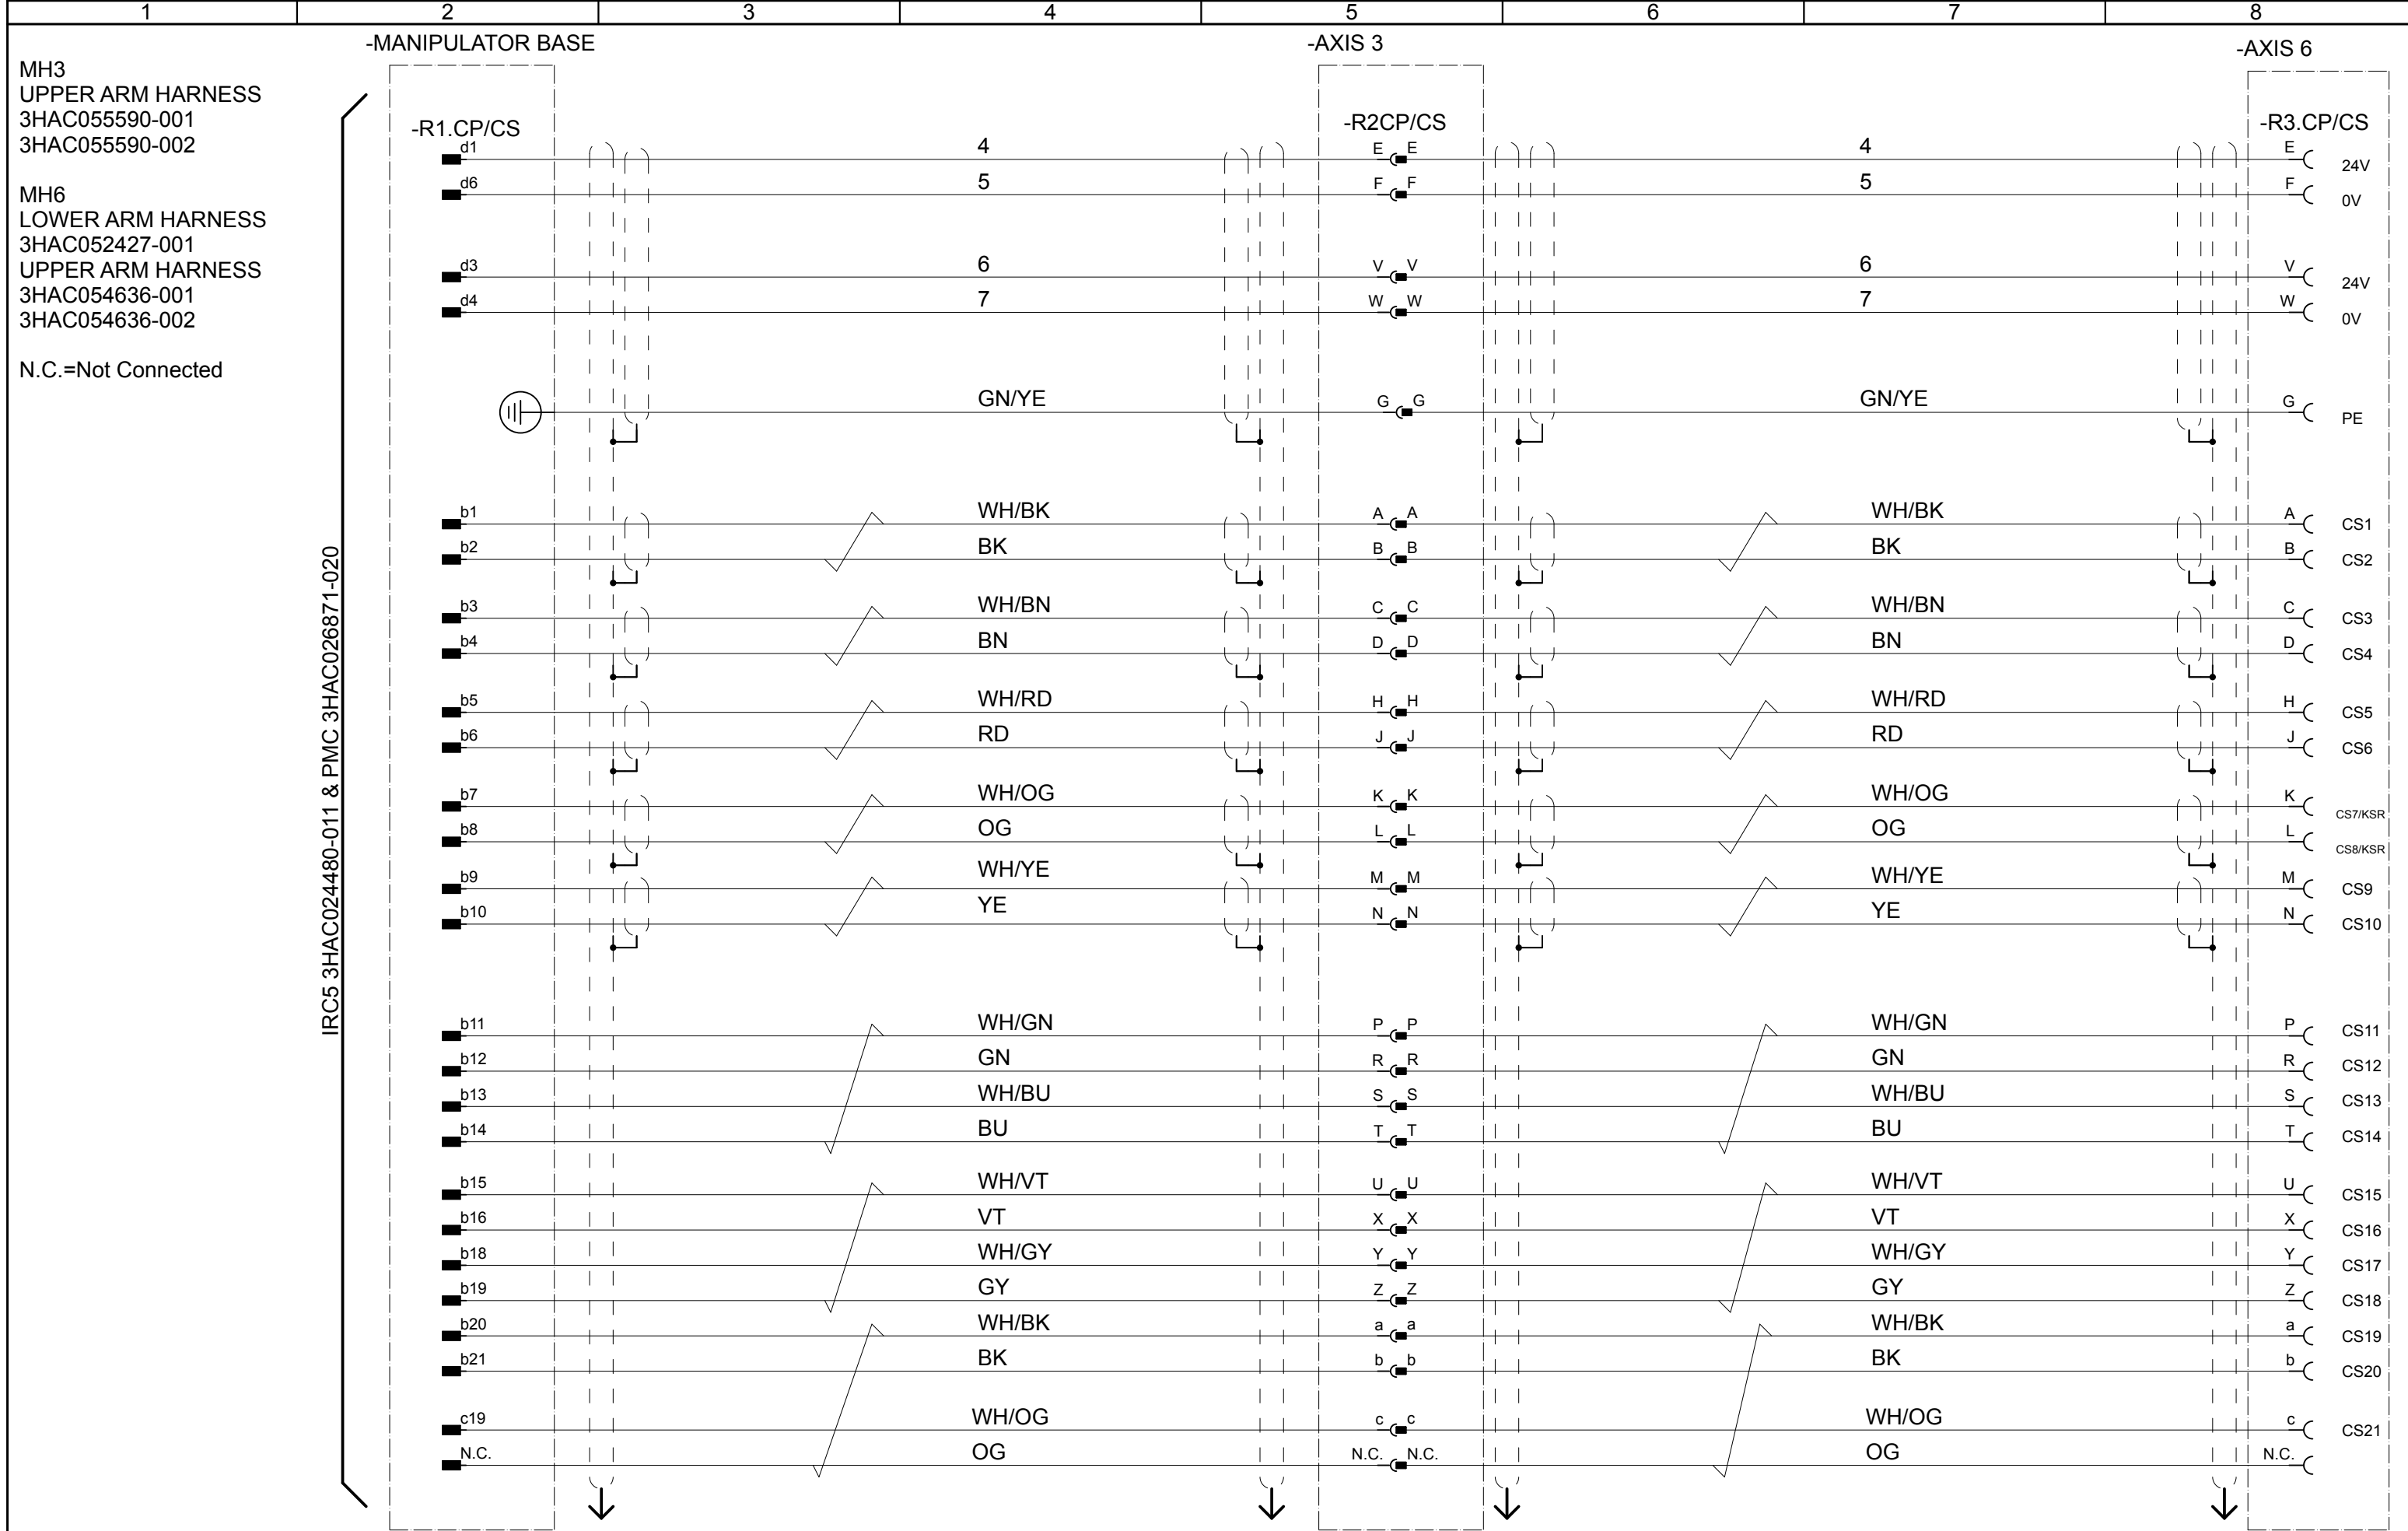 1 2 3 4 5 6 7 8
-MANIPULATOR BASE -AXIS 3 -AXIS 6
MH3
UPPER ARM HARNESS
3HAC055590-001
3HAC055590-002
MH6
LOWER ARM HARNESS
3HAC052427-001
UPPER ARM HARNESS
3HAC054636-001
3HAC054636-002
N.C.=Not Connected
IRC5 3HAC024480-011 & PMC 3HAC026871-020
-R1.CP/CS -R2CP/CS -R3.CP/CS
d1 4 E E 4 E 24V
d6 5 F F 5 F 0V
d3 6 V V 6 V 24V
d4 7 W W 7 W 0V
GN/YE G G GN/YE G PE
b1 WH/BK A A WH/BK A CS1
b2 BK B B BK B CS2
b3 WH/BN C C WH/BN C CS3
b4 BN D D BN D CS4
b5 WH/RD H H WH/RD H CS5
b6 RD J J RD J CS6
b7 WH/OG K K WH/OG K CS7/KSR
b8 OG L L OG L CS8/KSR
b9 WH/YE M M WH/YE M CS9
b10 YE N N YE N CS10
b11 WH/GN P P WH/GN P CS11
b12 GN R R GN R CS12
b13 WH/BU S S WH/BU S CS13
b14 BU T T BU T CS14
b15 WH/VT U U WH/VT U CS15
b16 VT X X VT X CS16
b18 WH/GY Y Y WH/GY Y CS17
b19 GY Z Z GY Z CS18
b20 WH/BK a a WH/BK a CS19
b21 BK b b BK b CS20
c19 WH/OG c c WH/OG c CS21
N.C. OG N.C. N.C. OG N.C.